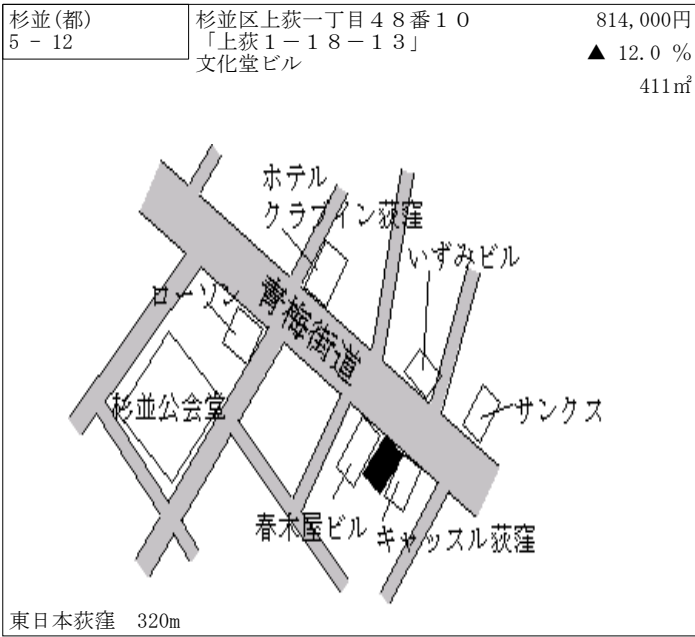 杉並(都)
5 - 12
杉並区上荻一丁目４８番１０
「上荻１－１８－１３」
文化堂ビル
814,000円
▲ 12.0 %
411㎡
ホテル
クラブイン荻窪
いずみビル
ローソン
青梅街道
杉並公会堂
サンクス
春木屋ビル
キャッスル荻窪
東日本荻窪　320m